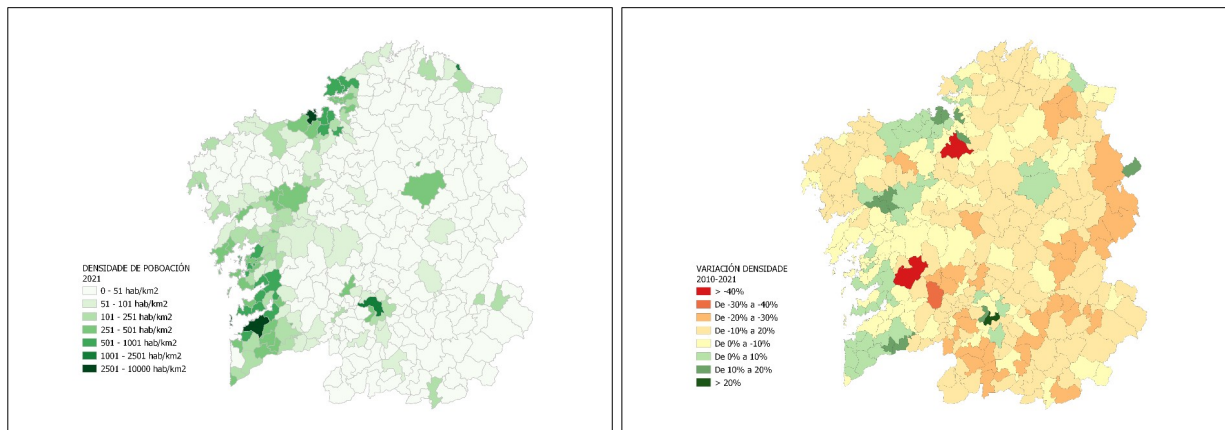 DENSIDADE DE POBOACIÓN
2021
0 - 51 hab/km2
51 - 101 hab/km2
101 - 251 hab/km2
251 - 501 hab/km2
501 - 1001 hab/km2
1001 - 2501 hab/km2
2501 - 10000 hab/km2
VARIACIÓN DENSIDADE
2010-2021
> -40%
De -30% a -40%
De -20% a -30%
De -10% a 20%
De 0% a -10%
De 0% a 10%
De 10% a 20%
> 20%